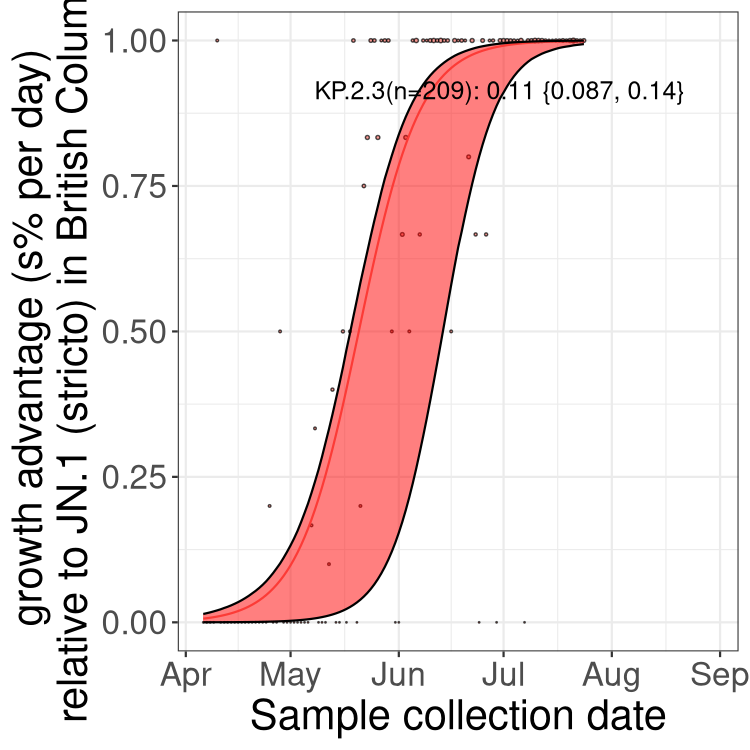 growth advantage (s% per day)
relative to JN.1 (stricto) in British Colum
1.00
0.75
0.50
0.25
0.00
KP.2.3(n=209): 0.11 {0.087, 0.14}
Apr May Jun Jul Aug Sep
Sample collection date